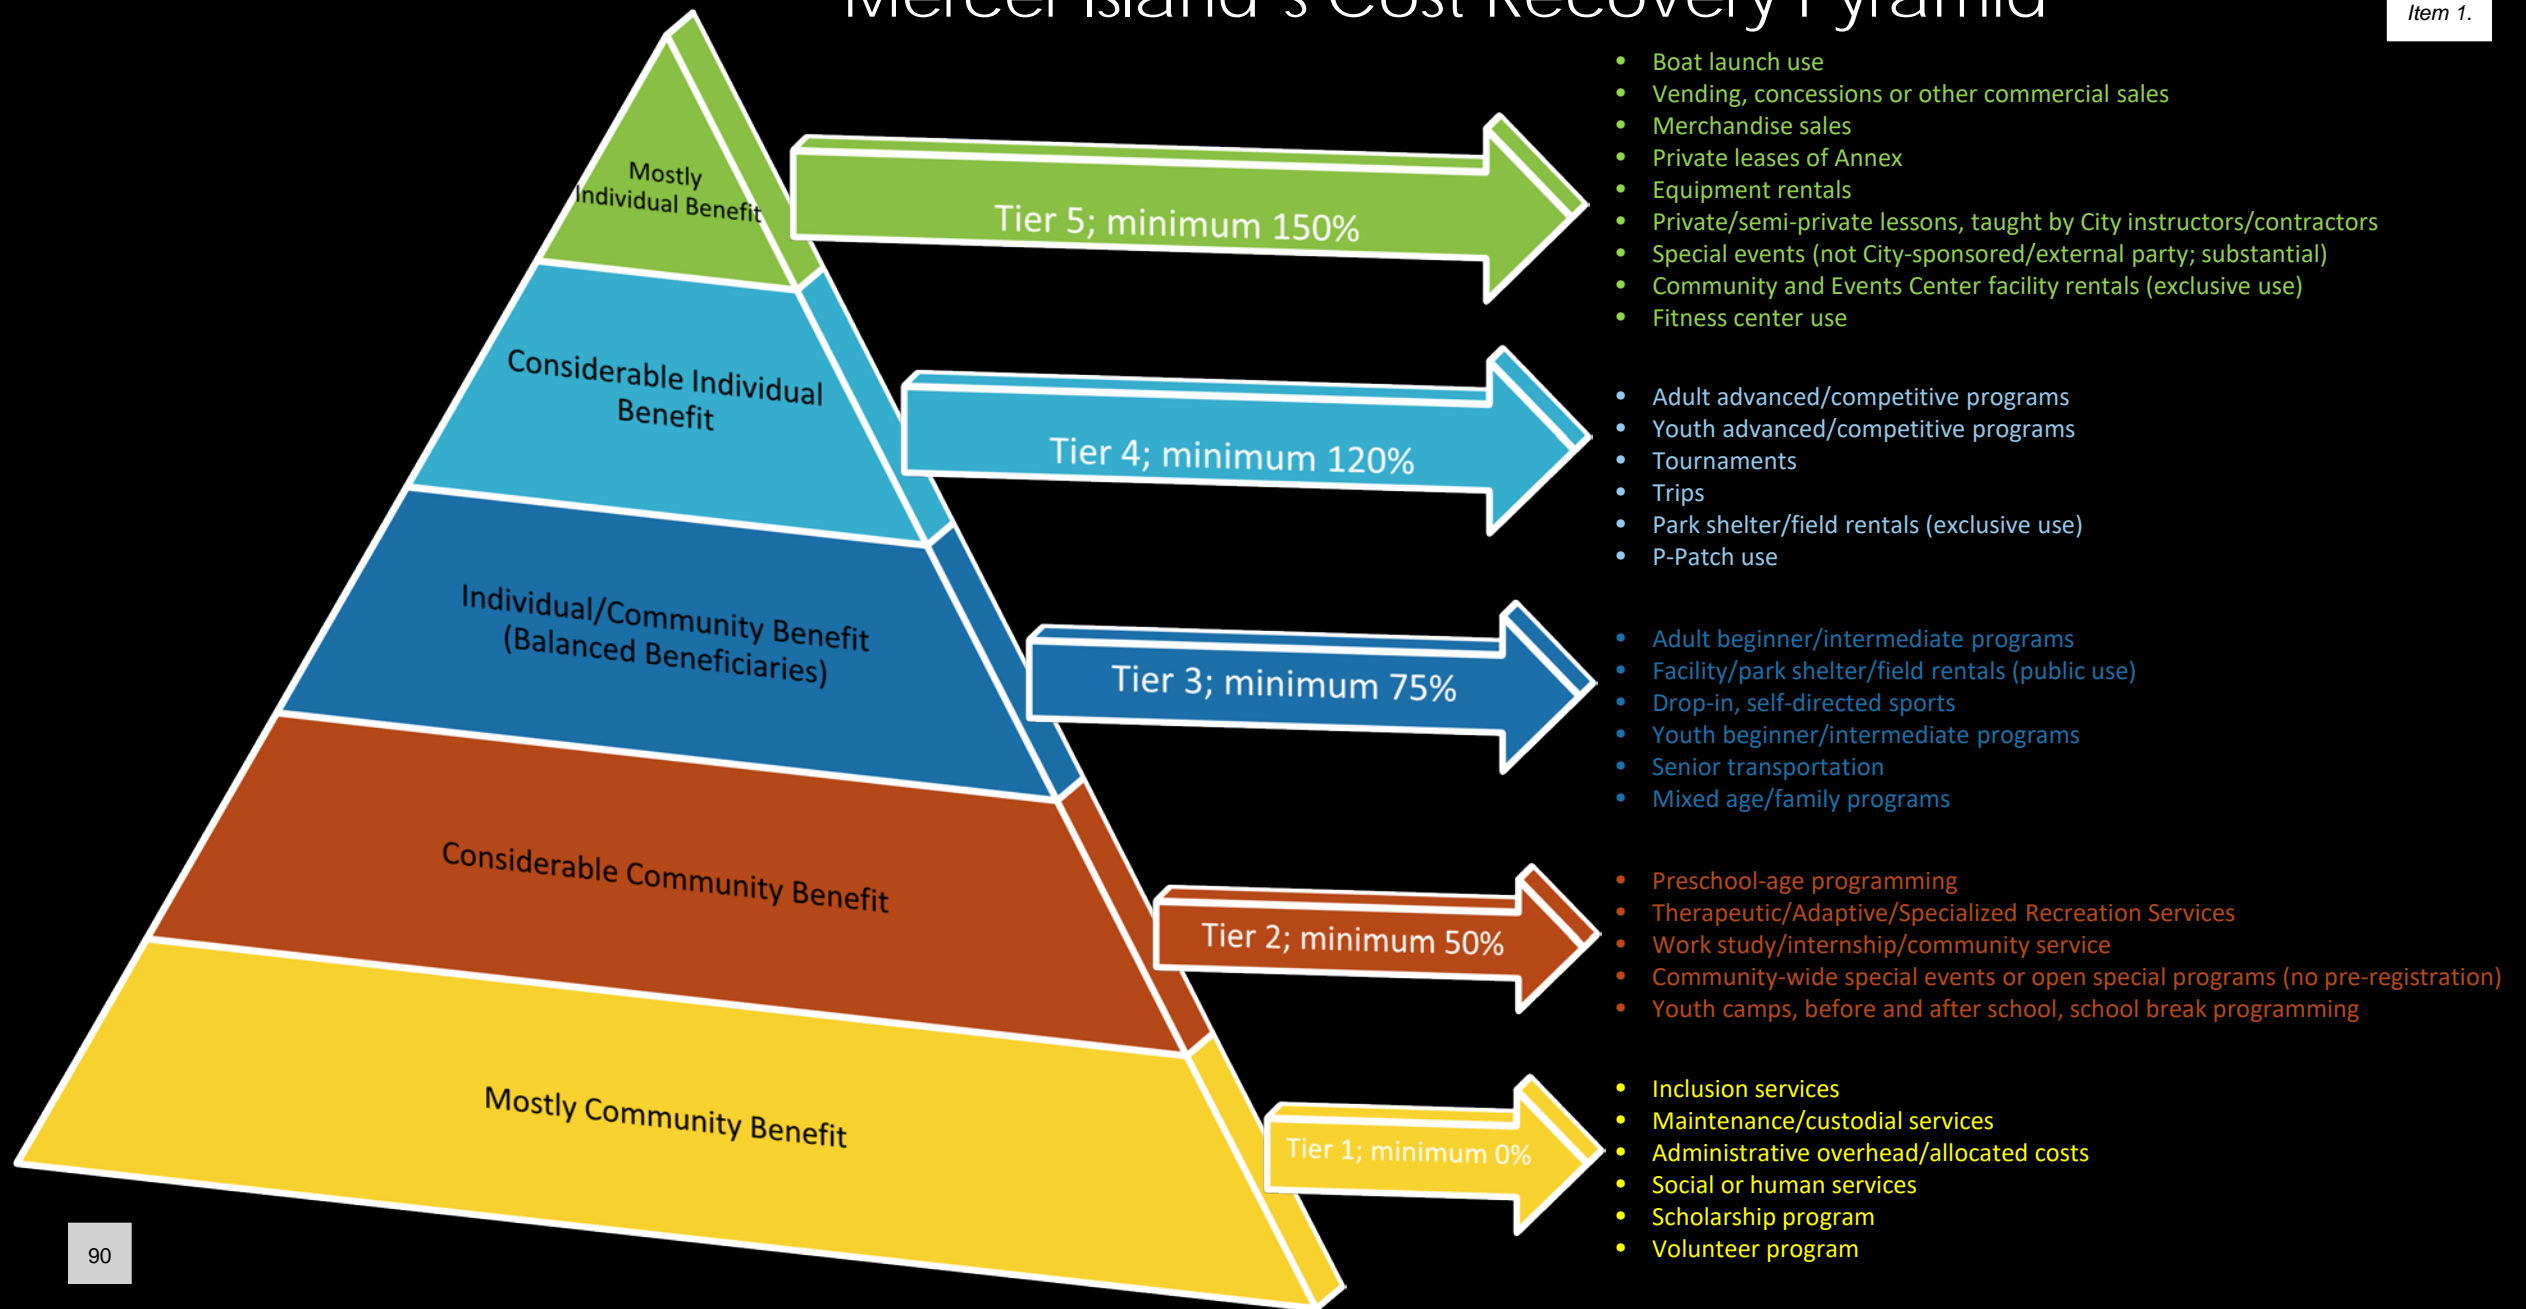 Mercer Island's Cost Recovery Pyramid
Item 1.
Mostly
Individual Benefit
Tier 5; minimum 150%
• Boat launch use
• Vending, concessions or other commercial sales
• Merchandise sales
• Private leases of Annex
• Equipment rentals
• Private/semi-private lessons, taught by City instructors/contractors
• Special events (not City-sponsored/external party; substantial)
• Community and Events Center facility rentals (exclusive use)
• Fitness center use
Considerable Individual
Benefit
Tier 4; minimum 120%
• Adult advanced/competitive programs
• Youth advanced/competitive programs
• Tournaments
• Trips
• Park shelter/field rentals (exclusive use)
• P-Patch use
Individual/Community Benefit
(Balanced Beneficiaries)
Tier 3; minimum 75%
• Adult beginner/intermediate programs
• Facility/park shelter/field rentals (public use)
• Drop-in, self-directed sports
• Youth beginner/intermediate programs
• Senior transportation
• Mixed age/family programs
Considerable Community Benefit
Tier 2; minimum 50%
• Preschool-age programming
• Therapeutic/Adaptive/Specialized Recreation Services
• Work study/internship/community service
• Community-wide special events or open special programs (no pre-registration)
• Youth camps, before and after school, school break programming
Mostly Community Benefit
Tier 1; minimum 0%
• Inclusion services
• Maintenance/custodial services
• Administrative overhead/allocated costs
• Social or human services
• Scholarship program
• Volunteer program
90